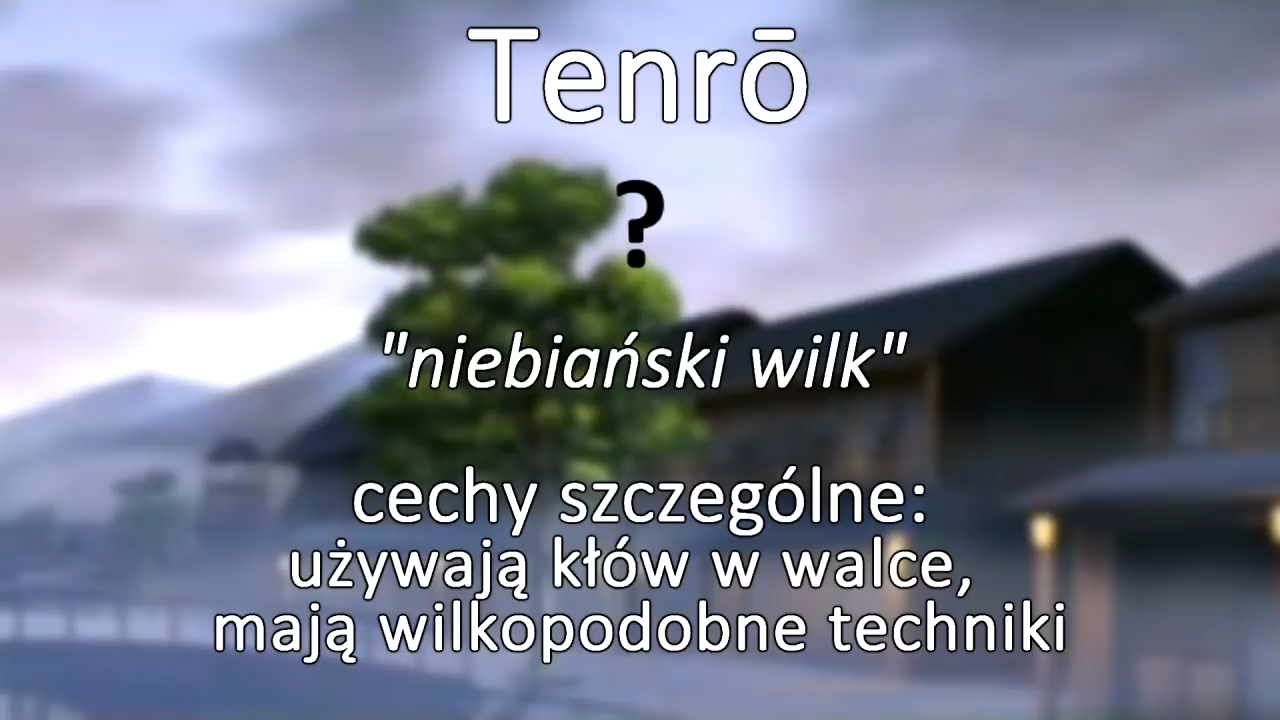 Tenrō
?
"niebiański wilk"
cechy szczególne:
używają kłów w walce,
mają wilkopodobne techniki